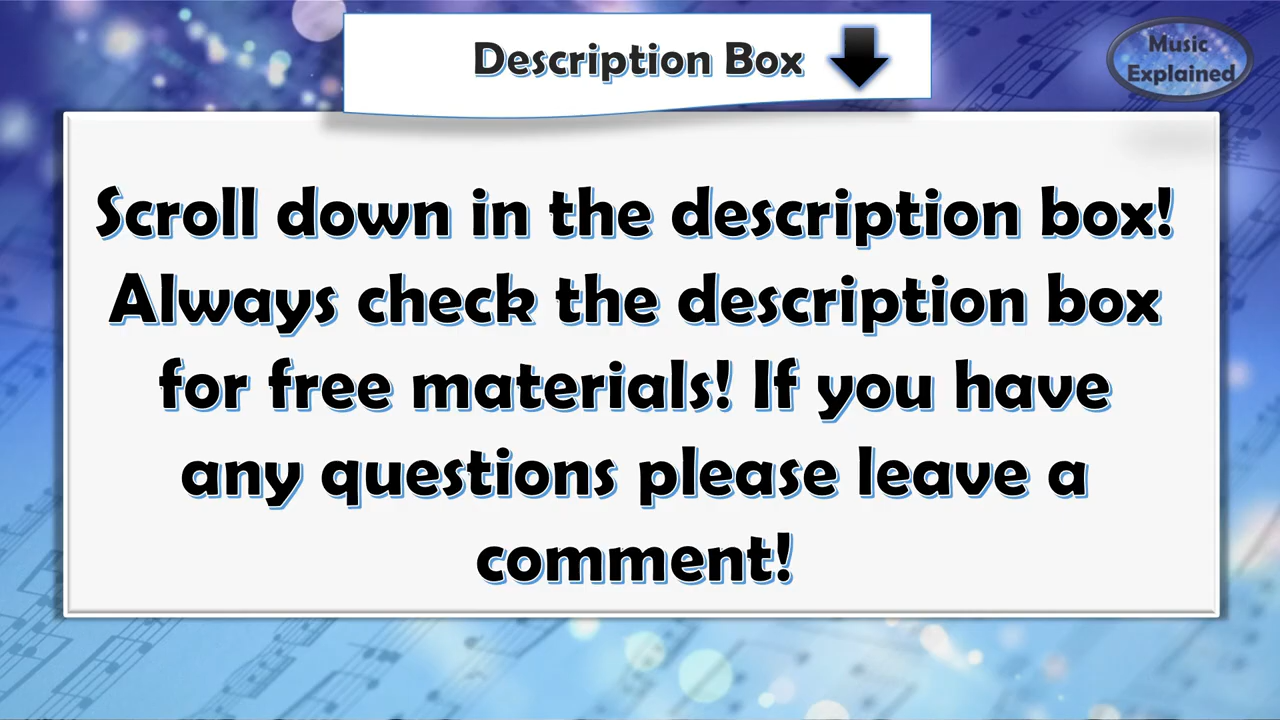 Description Box
Music
Explained
Scroll down in the description box!
Always check the description box
for free materials! If you have
any questions please leave a
comment!